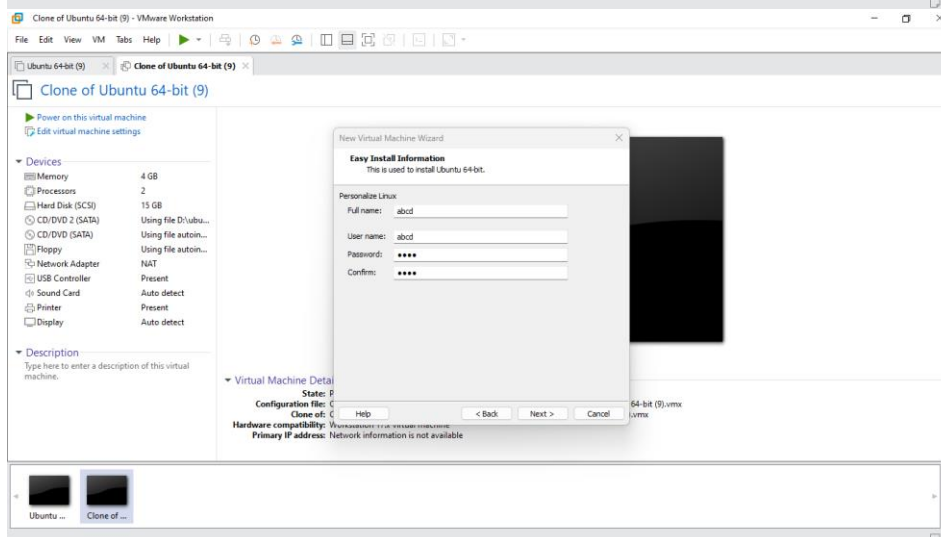 Clone of Ubuntu 64-bit (9) - VMware Workstation
File Edit View VM Tabs Help
Ubuntu 64-bit (9) Clone of Ubuntu 64-bit (9)
Clone of Ubuntu 64-bit (9)
Power on this virtual machine
Edit virtual machine settings
Devices
Memory 4 GB
Processors 2
Hard Disk (SCSI) 15 GB
CD/DVD 2 (SATA) Using file D:\ubu...
CD/DVD (SATA) Using file autoin...
Floppy Using file autoin...
Network Adapter NAT
USB Controller Present
Sound Card Auto detect
Printer Present
Display Auto detect
Description
Type here to enter a description of this virtual
machine.
New Virtual Machine Wizard
Easy Install Information
This is used to install Ubuntu 64-bit.
Personalize Linux
Full name: abcd
User name: abcd
Password: ••••
Confirm: ••••
Help < Back Next > Cancel
Virtual Machine Detai
State: P
Configuration file: C 64-bit (9).vmx
Clone of: C .vmx
Hardware compatibility:
Primary IP address: Network information is not available
Ubuntu ... Clone of ...